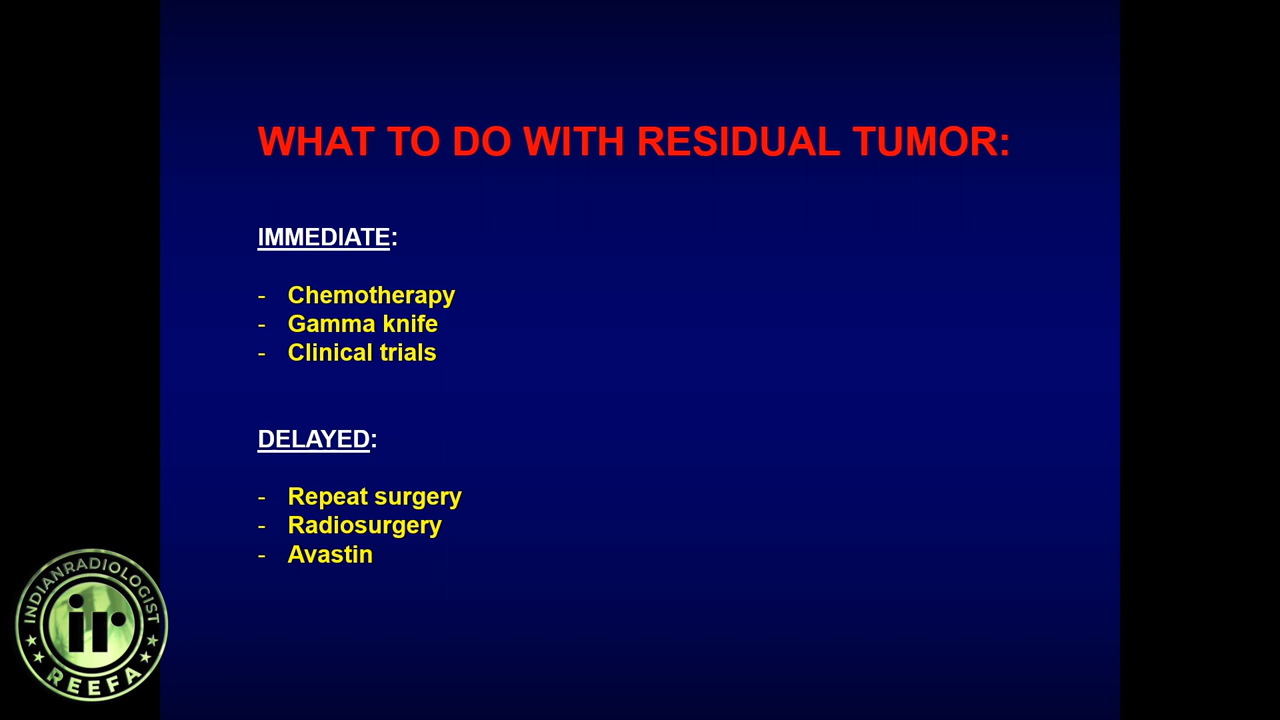 WHAT TO DO WITH RESIDUAL TUMOR:
IMMEDIATE:
- Chemotherapy
- Gamma knife
- Clinical trials
DELAYED:
- Repeat surgery
- Radiosurgery
- Avastin
INDIANRADIOLOGIST
ir
REEFA